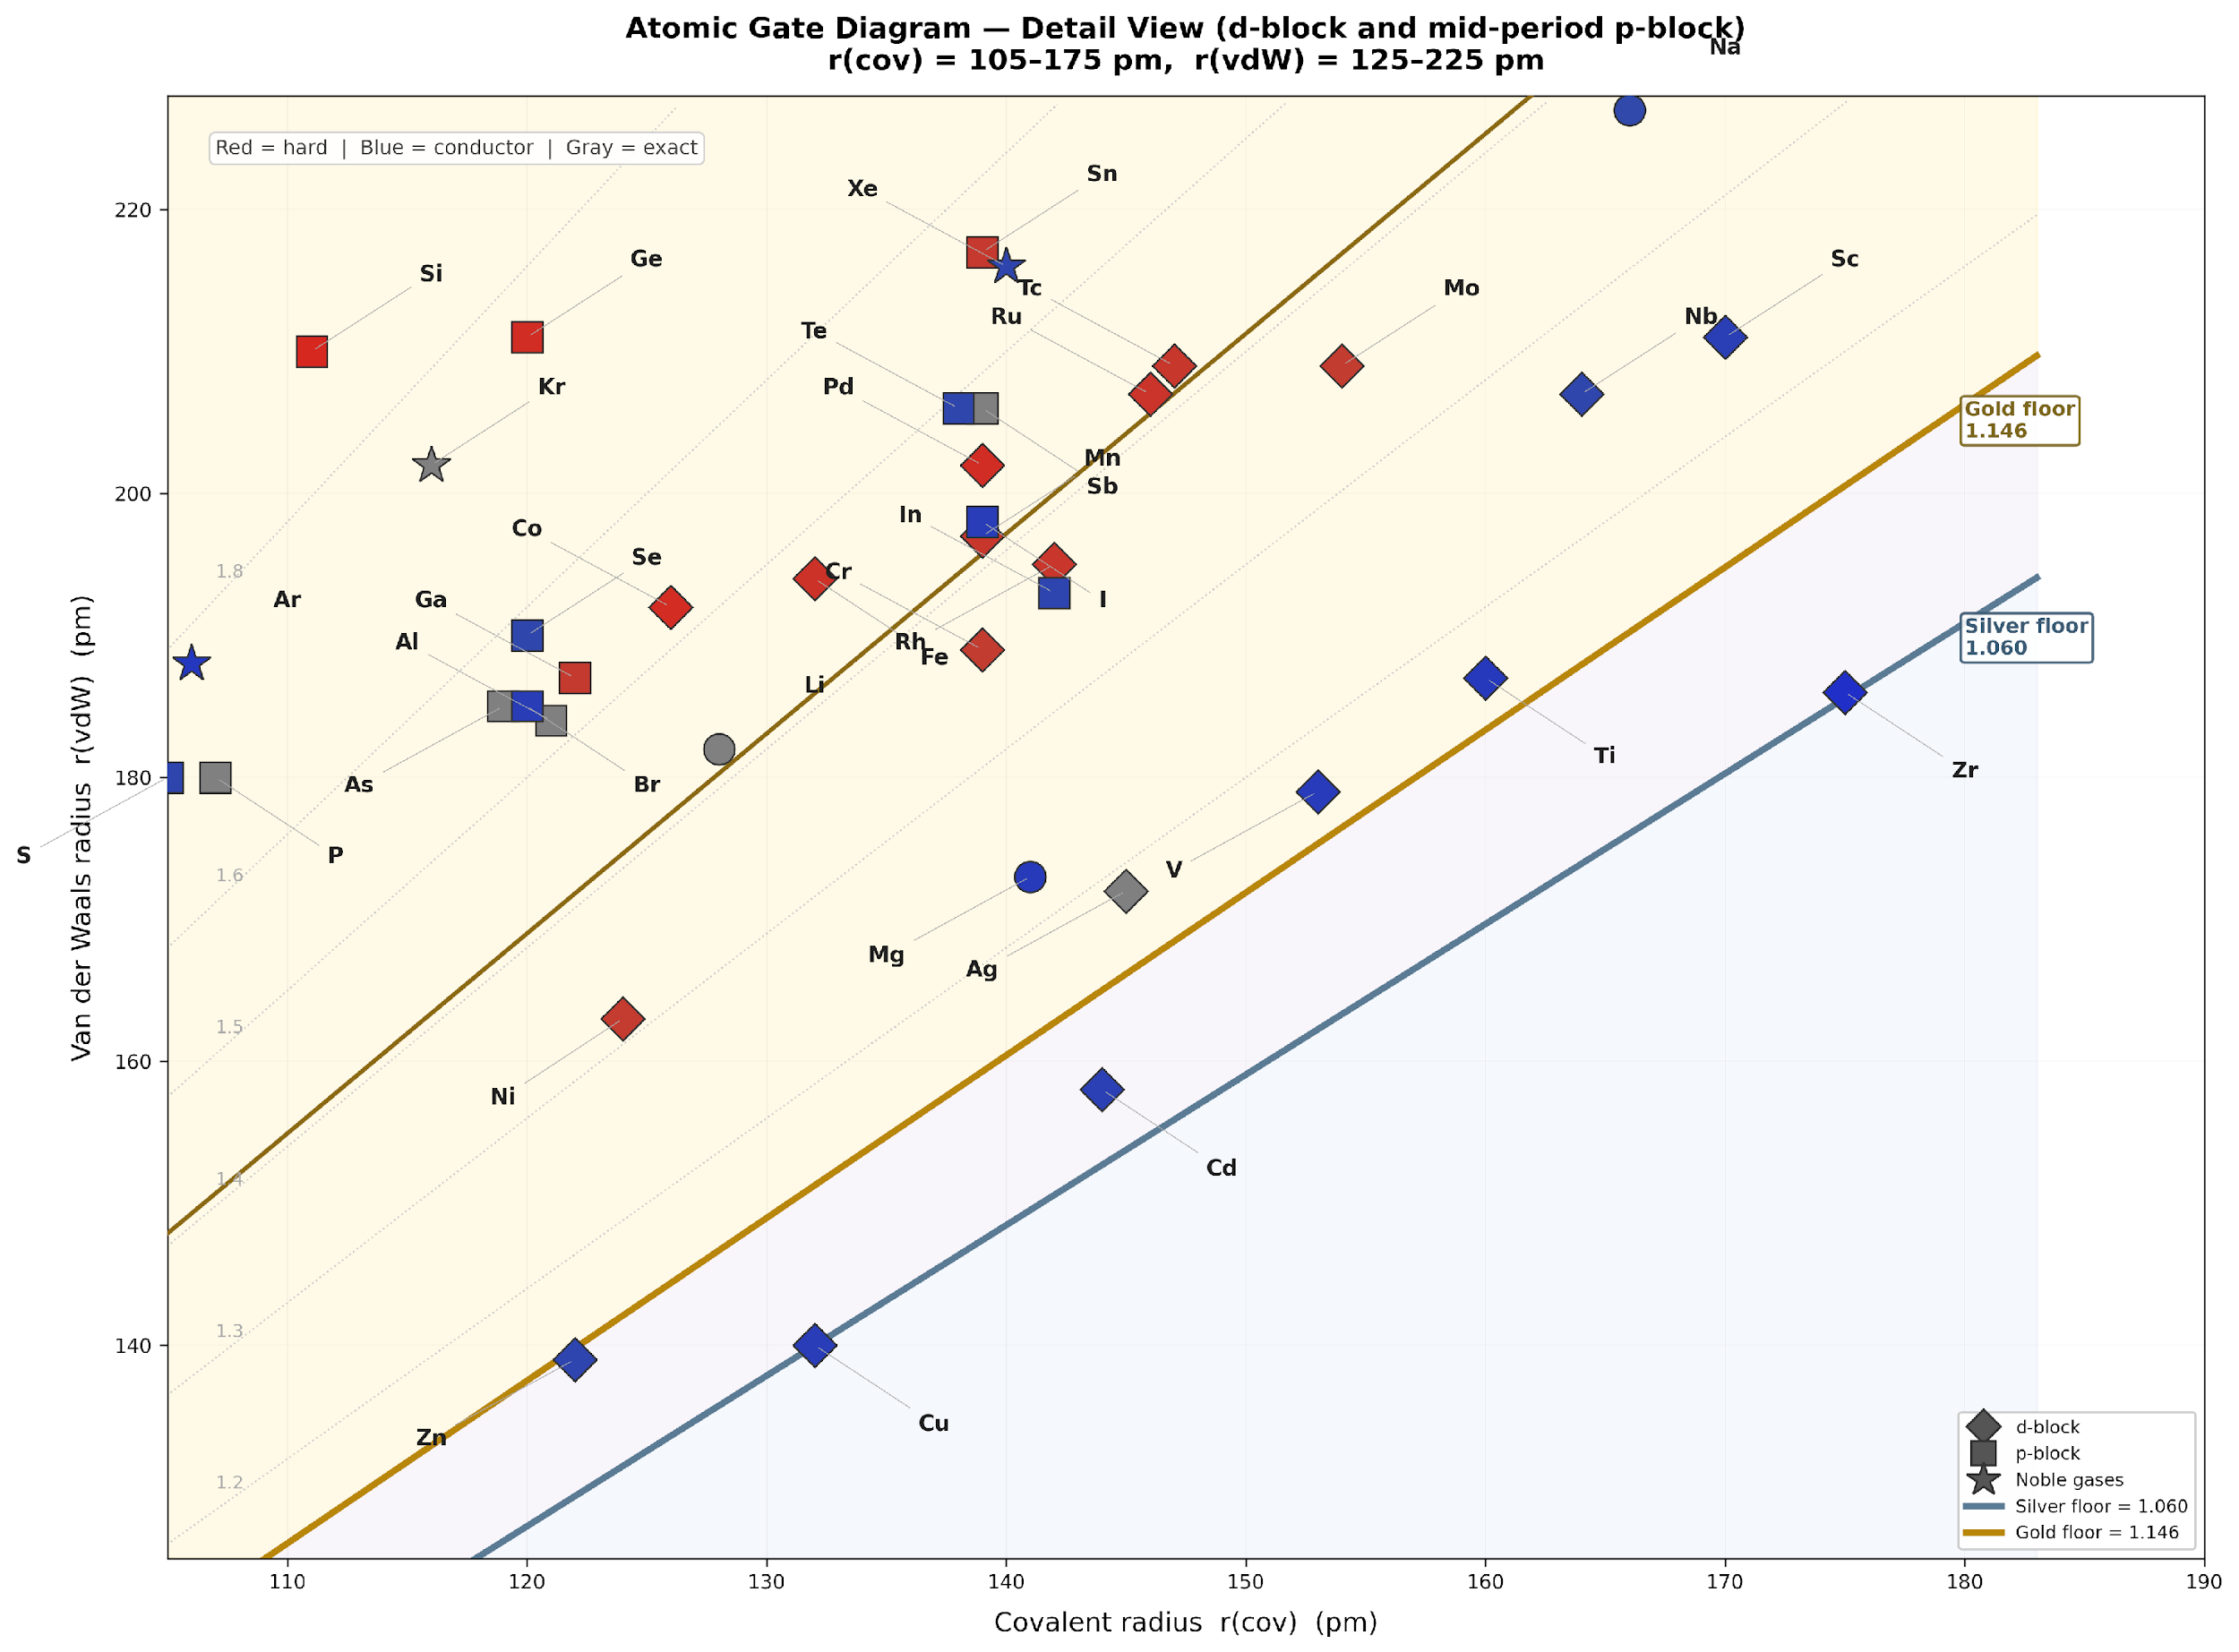 Atomic Gate Diagram — Detail View (d-block and mid-period p-block)
r(cov) = 105–175 pm,  r(vdW) = 125–225 pm
Na
Red = hard | Blue = conductor | Gray = exact
Xe
Sn
Si
Ge
Tc
Mo
Sc
Ru
Nb
Te
Kr
Pd
Gold floor
1.146
Mn
Sb
In
Co
Se
Cr
1.8
Ar
Ga
I
Al
Rh
Fe
Silver floor
1.060
Li
Ti
Zr
As
Br
S
P
V
1.6
Mg
Ag
1.5
Ni
Cd
1.4
1.3
Cu
Zn
1.2
220
200
180
160
140
Van der Waals radius  r(vdW)  (pm)
d-block
p-block
Noble gases
Silver floor = 1.060
Gold floor = 1.146
110
120
130
140
150
160
170
180
190
Covalent radius  r(cov)  (pm)